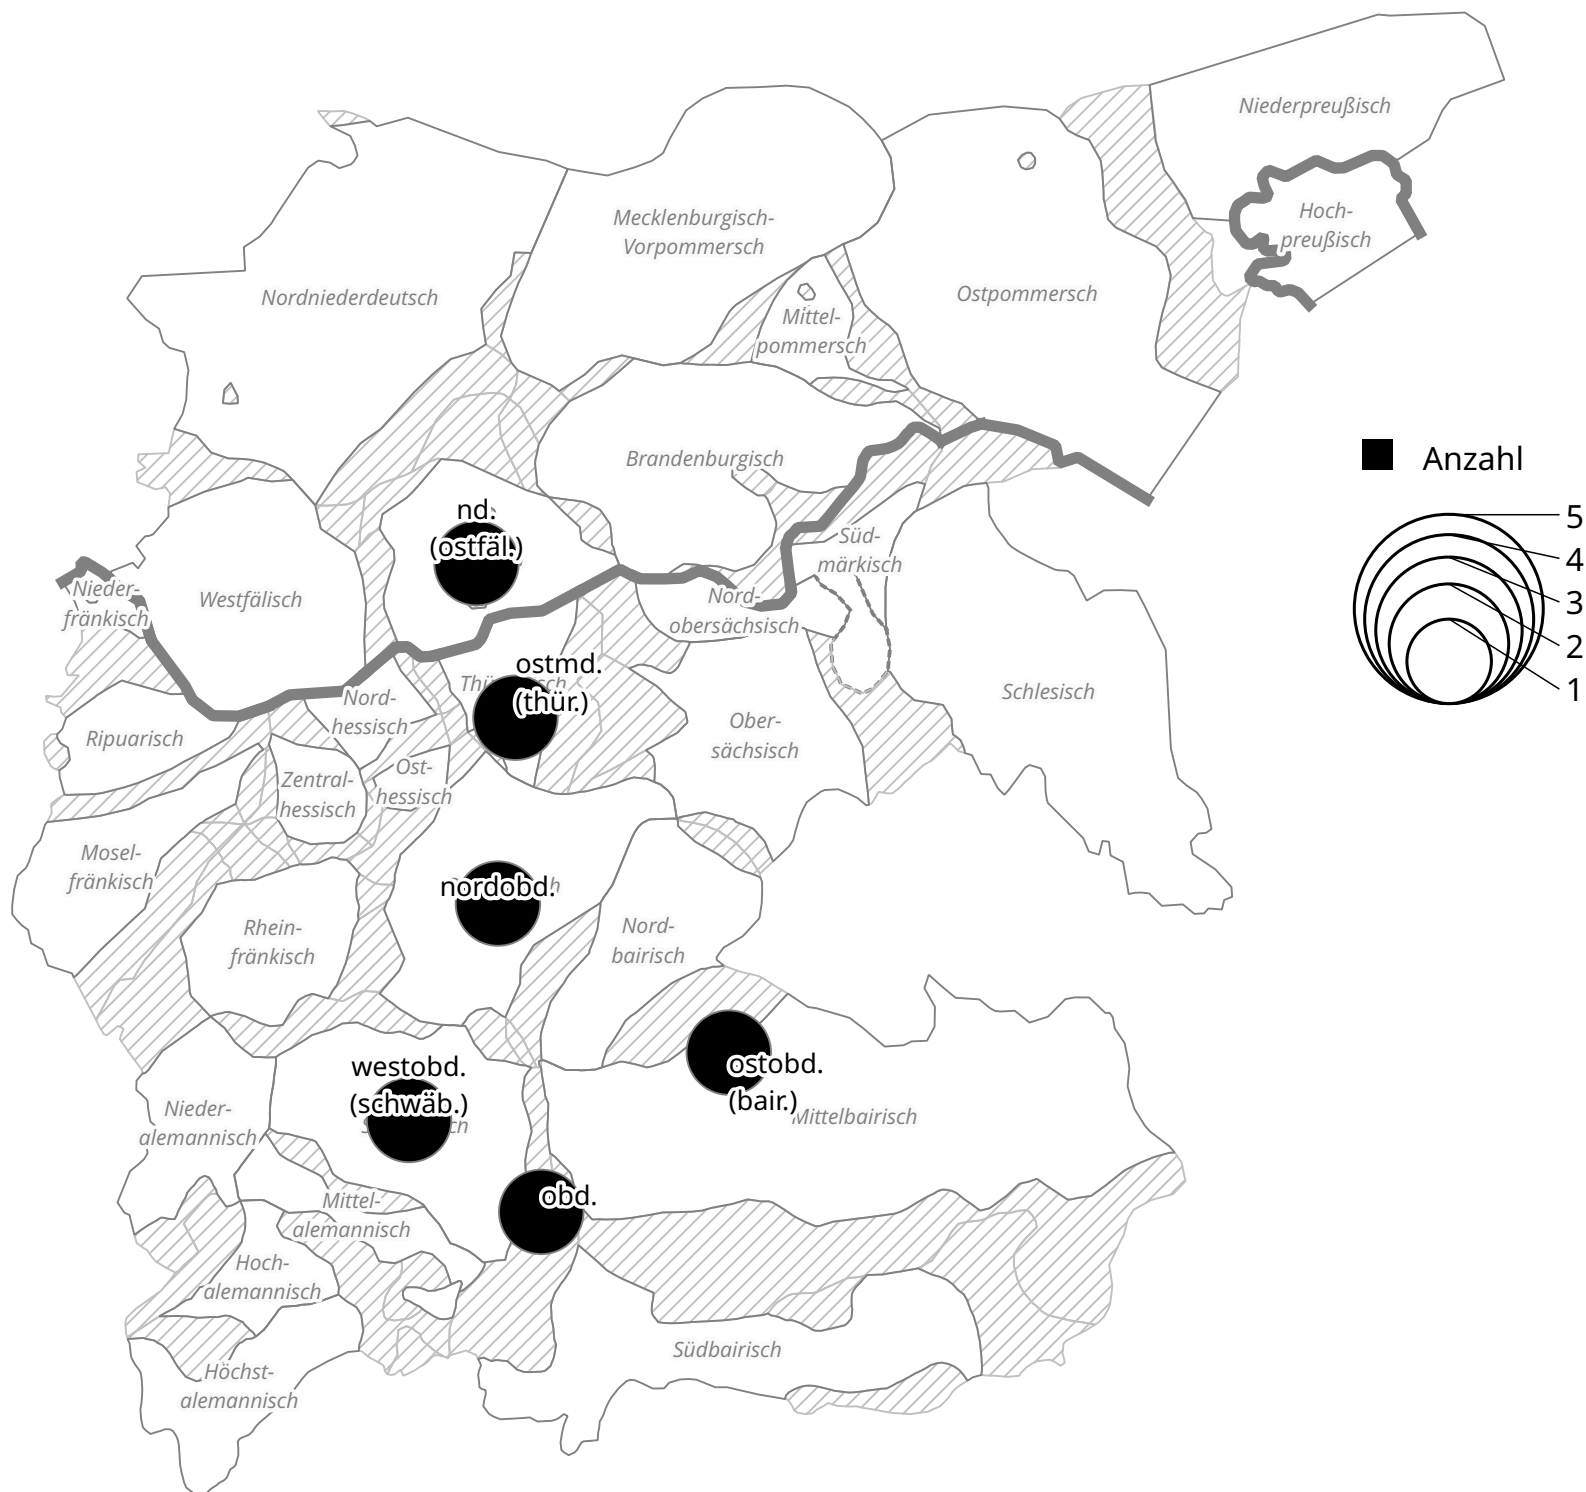 Niederpreußisch
Hoch-
preußisch
Mecklenburgisch-
Vorpommersch
Nordniederdeutsch
Ostpommersch
Mittel-
pommersch
Brandenburgisch
Anzahl
5
4
3
2
1
nd.
(ostfäl.)
Süd-
märkisch
Nieder-
fränkisch
Westfälisch
Nord-
obersächsisch
ostmd.
(thür.)
Schlesisch
Nord-
hessisch
Ober-
sächsisch
Ripuarisch
Zentral-
hessisch
Ost-
hessisch
Mosel-
fränkisch
nordobd.
Rhein-
fränkisch
Nord-
bairisch
westobd.
(schwäb.)
ostobd.
(bair.)
Mittelbairisch
Nieder-
alemannisch
obd.
Mittel-
alemannisch
Hoch-
alemannisch
Südbairisch
Höchst-
alemannisch